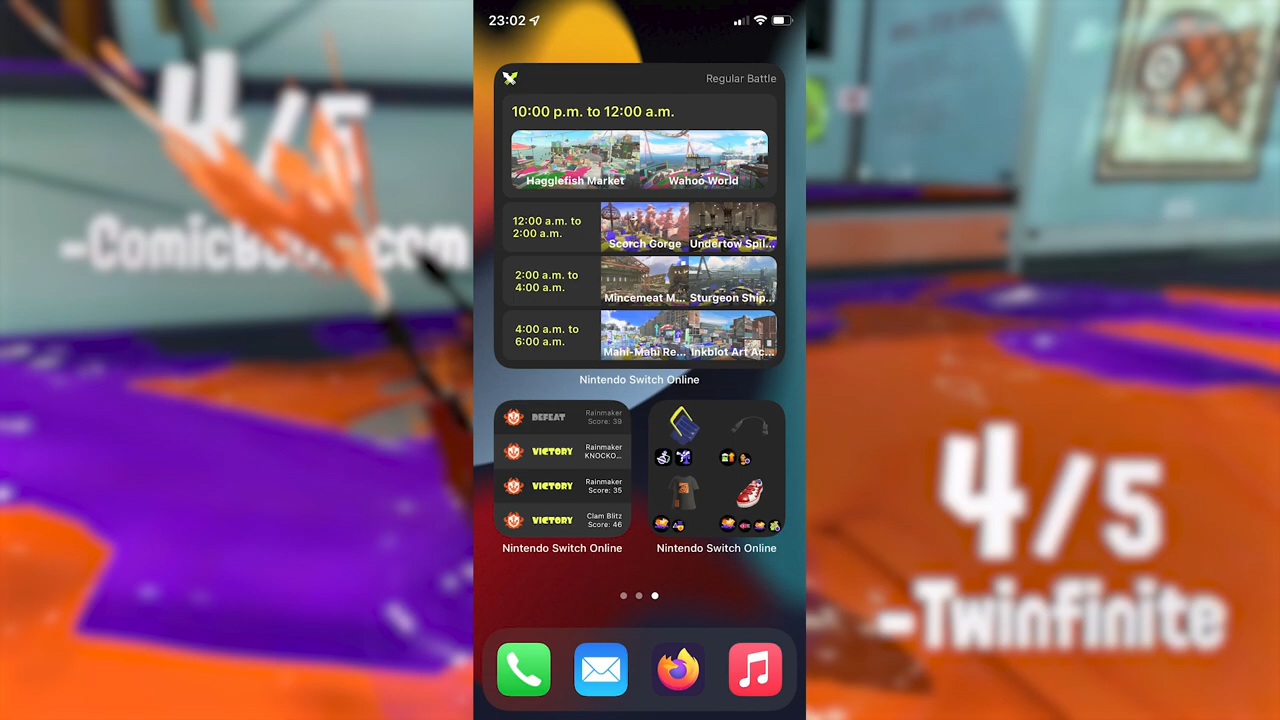 23:02
Regular Battle
10:00 p.m. to 12:00 a.m.
Hagglefish Market
Wahoo World
12:00 a.m. to
2:00 a.m.
Scorch Gorge
Undertow Spil...
2:00 a.m. to
4:00 a.m.
Mincemeat M...
Sturgeon Ship...
4:00 a.m. to
6:00 a.m.
Mahi-Mahi Re...
Inkblot Art Ac...
Nintendo Switch Online
DEFEAT
Rainmaker
Score: 39
VICTORY
Rainmaker
KNOCKO...
VICTORY
Rainmaker
Score: 35
VICTORY
Clam Blitz
Score: 46
Nintendo Switch Online
Nintendo Switch Online
4/5
4/5
-Twinfinite